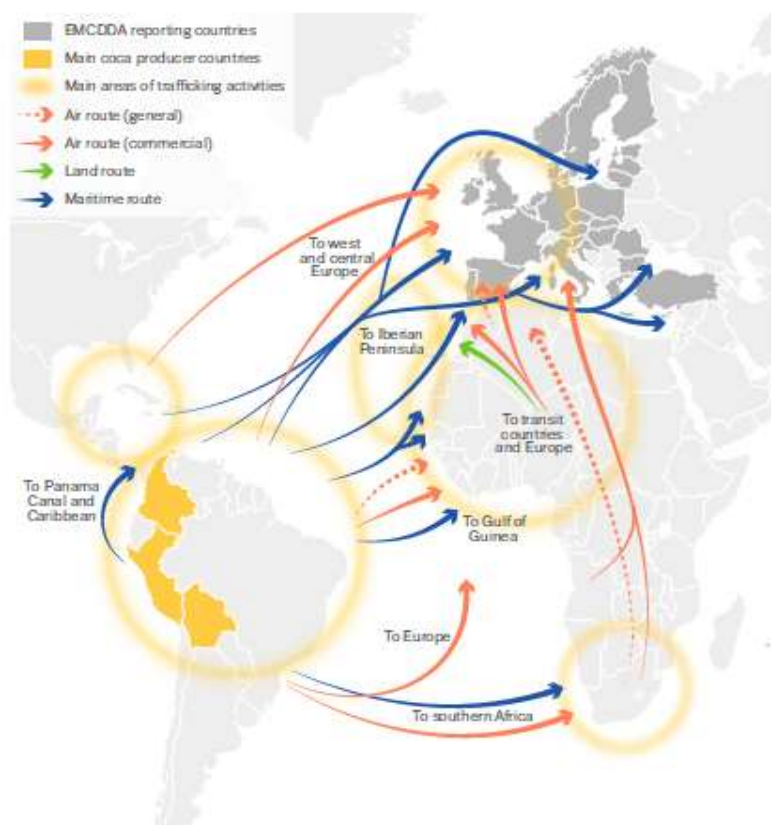 EMCDDA reporting countries
Main coca producer countries
Main areas of trafficking activities
Air route (general)
Air route (commercial)
Land route
Maritime route
To west
and central
Europe
To Iberian
Peninsula
To transit
countries
and Europe
To Panama
Canal and
Caribbean
To Gulf of
Guinea
To Europe
To southern Africa